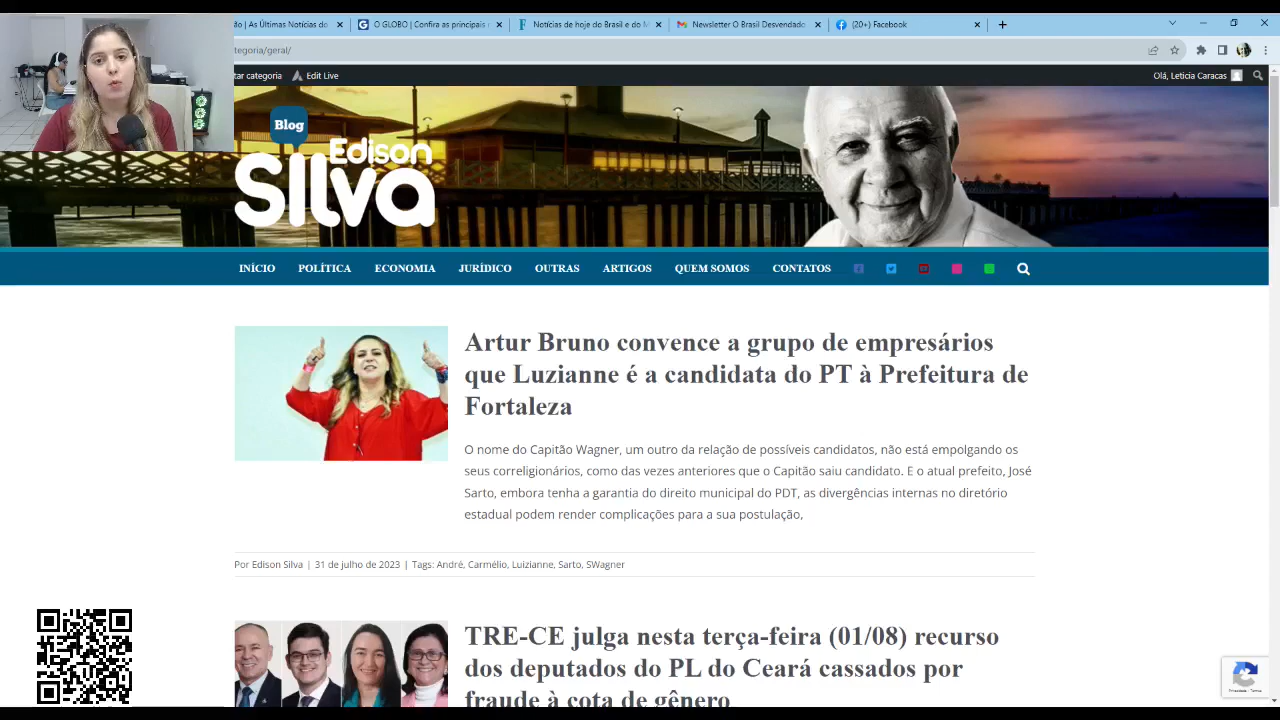 ão | As Últimas Notícias do
O GLOBO | Confira as principais
Notícias de hoje do Brasil e do M
Newsletter O Brasil Desvendado
(20+) Facebook
tegoria/geral/
tar categoria
Edit Live
Olá, Leticia Caracas
Blog
Edison
Silva
INÍCIO
POLÍTICA
ECONOMIA
JURÍDICO
OUTRAS
ARTIGOS
QUEM SOMOS
CONTATOS
Artur Bruno convence a grupo de empresários
que Luzianne é a candidata do PT à Prefeitura de
Fortaleza
O nome do Capitão Wagner, um outro da relação de possíveis candidatos, não está empolgando os
seus correligionários, como das vezes anteriores que o Capitão saiu candidato. E o atual prefeito, José
Sarto, embora tenha a garantia do direito municipal do PDT, as divergências internas no diretório
estadual podem render complicações para a sua postulação,
Por Edison Silva | 31 de julho de 2023 | Tags: André, Carmélio, Luizianne, Sarto, SWagner
TRE-CE julga nesta terça-feira (01/08) recurso
dos deputados do PL do Ceará cassados por
fraude à cota de gênero
Privacidade - Termos